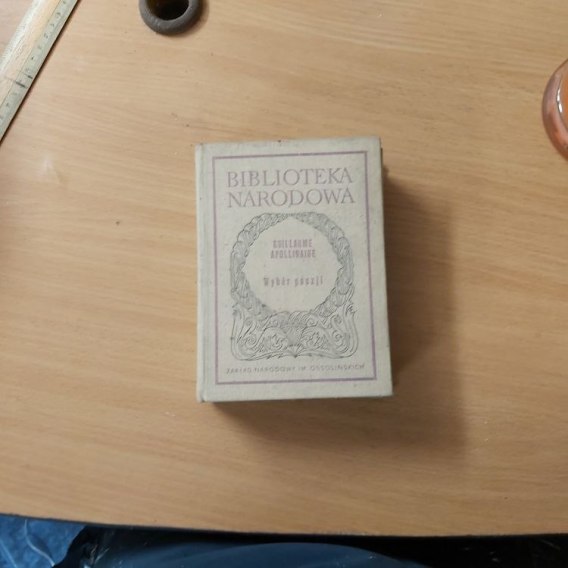 BIBLIOTEKA
NARODOWA
GUILLAUME
APOLLINAIRE
Wybór poezji
ZAKŁAD NARODOWY IM. OSSOLIŃSKICH